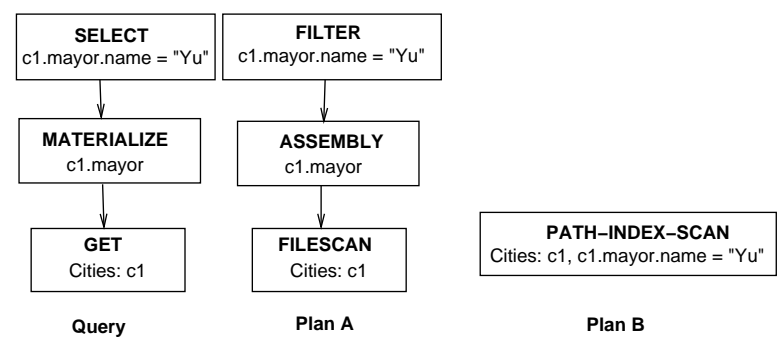 SELECT
c1.mayor.name = "Yu"
MATERIALIZE
c1.mayor
GET
Cities: c1
Query
FILTER
c1.mayor.name = "Yu"
ASSEMBLY
c1.mayor
FILESCAN
Cities: c1
Plan A
PATH−INDEX−SCAN
Cities: c1, c1.mayor.name = "Yu"
Plan B